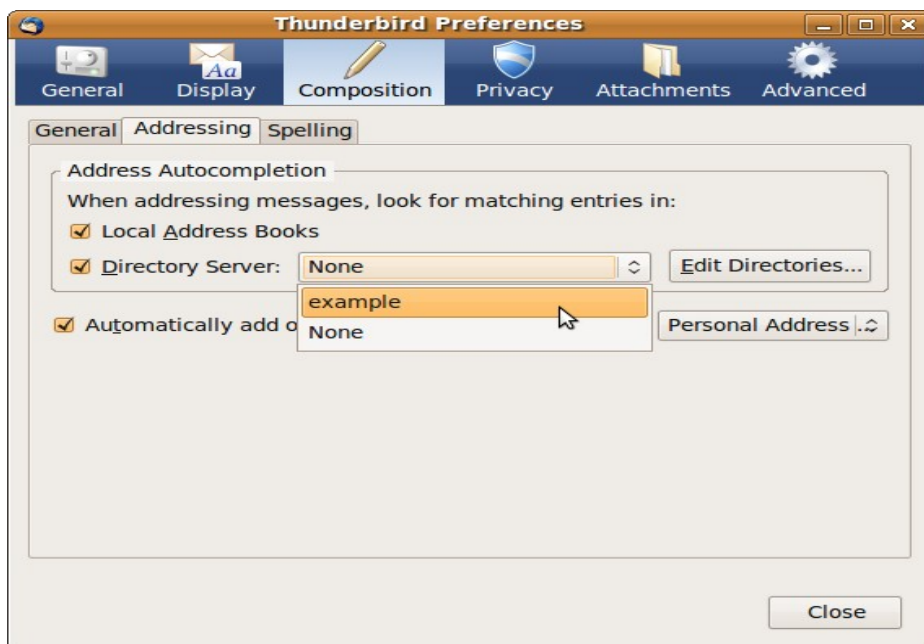 Thunderbird Preferences
General Display Composition Privacy Attachments Advanced
General Addressing Spelling
Address Autocompletion
When addressing messages, look for matching entries in:
Local Address Books
Directory Server: None Edit Directories...
example
Automatically add o Personal Address ..
None
Close